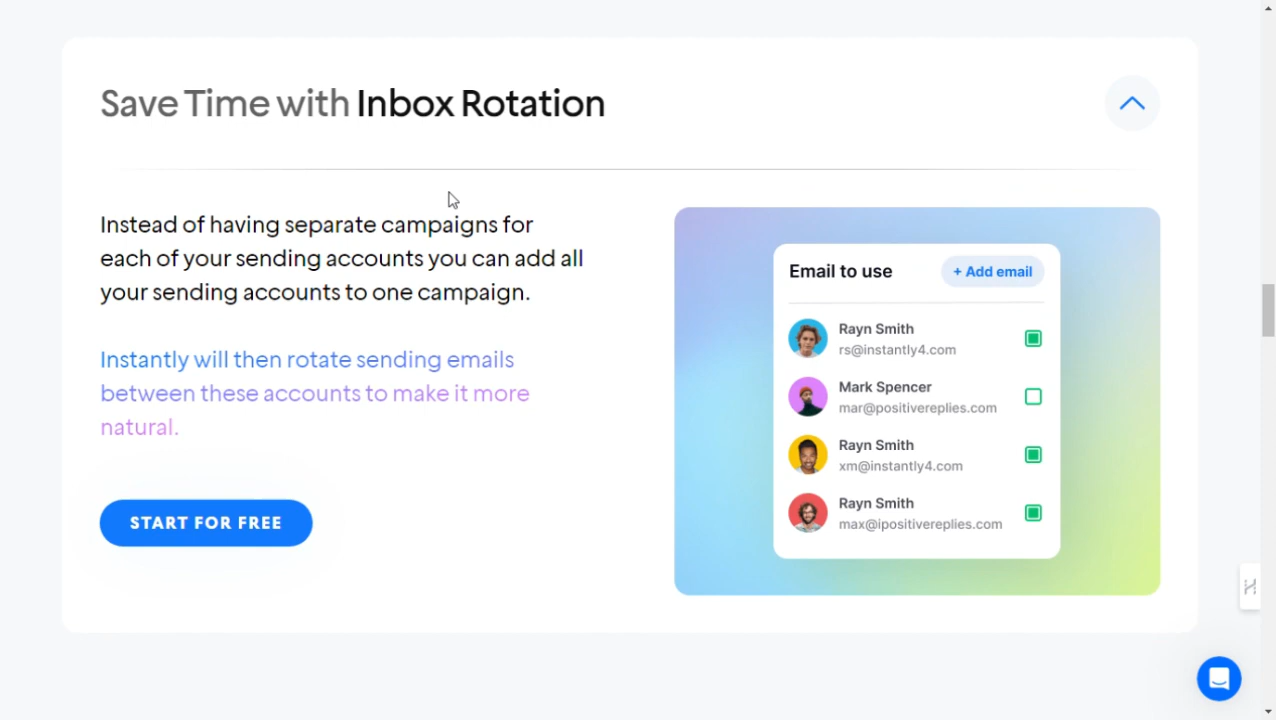 Save Time with Inbox Rotation
Instead of having separate campaigns for
each of your sending accounts you can add all
your sending accounts to one campaign.
Instantly will then rotate sending emails
between these accounts to make it more
natural.
START FOR FREE
Email to use
+ Add email
Rayn Smith
rs@instantly4.com
Mark Spencer
mar@positivereplies.com
Rayn Smith
xm@instantly4.com
Rayn Smith
max@ipositivereplies.com